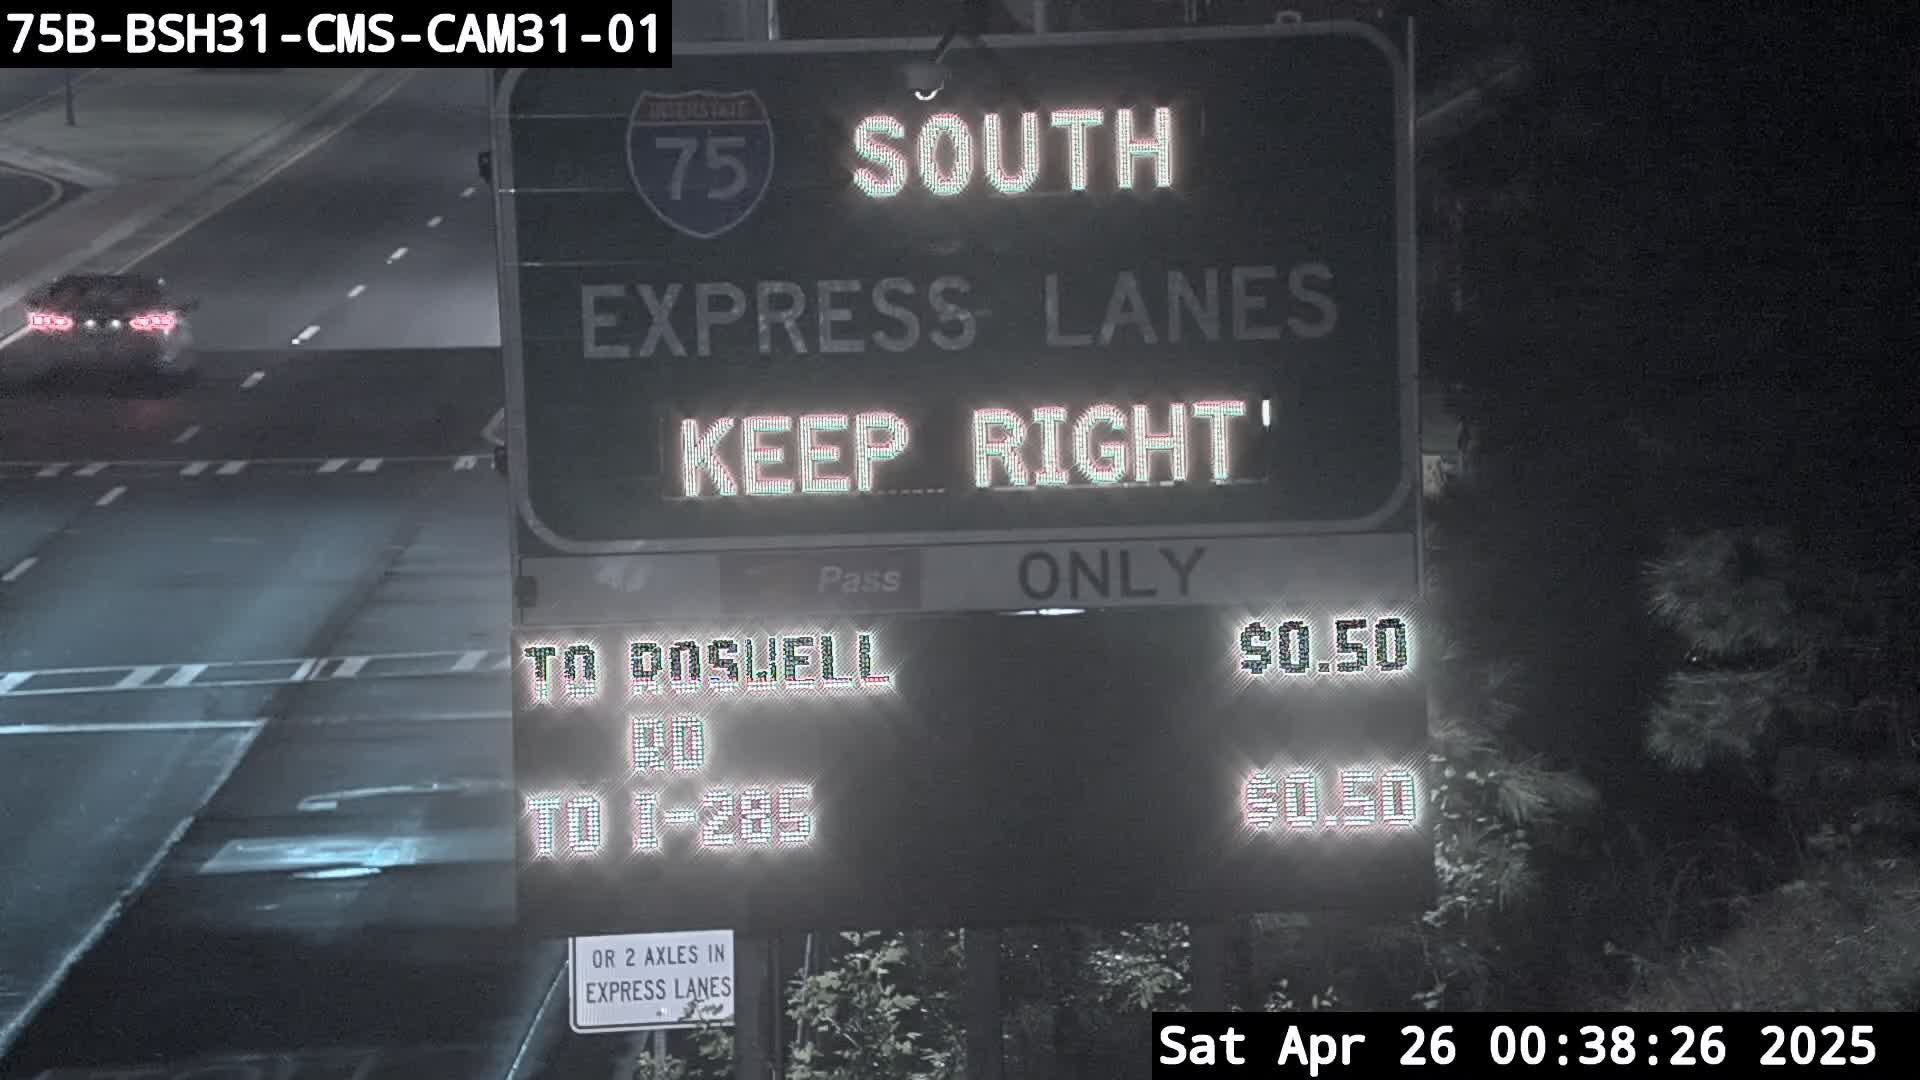 75B-BSH31-CMS-CAM31-01
INTERSTATE
75
SOUTH
EXPRESS LANES
KEEP RIGHT
Pass ONLY
TO ROSWELL $0.50
RD
TO I-285 $0.50
OR 2 AXLES IN
EXPRESS LANES
Sat Apr 26 00:38:26 2025